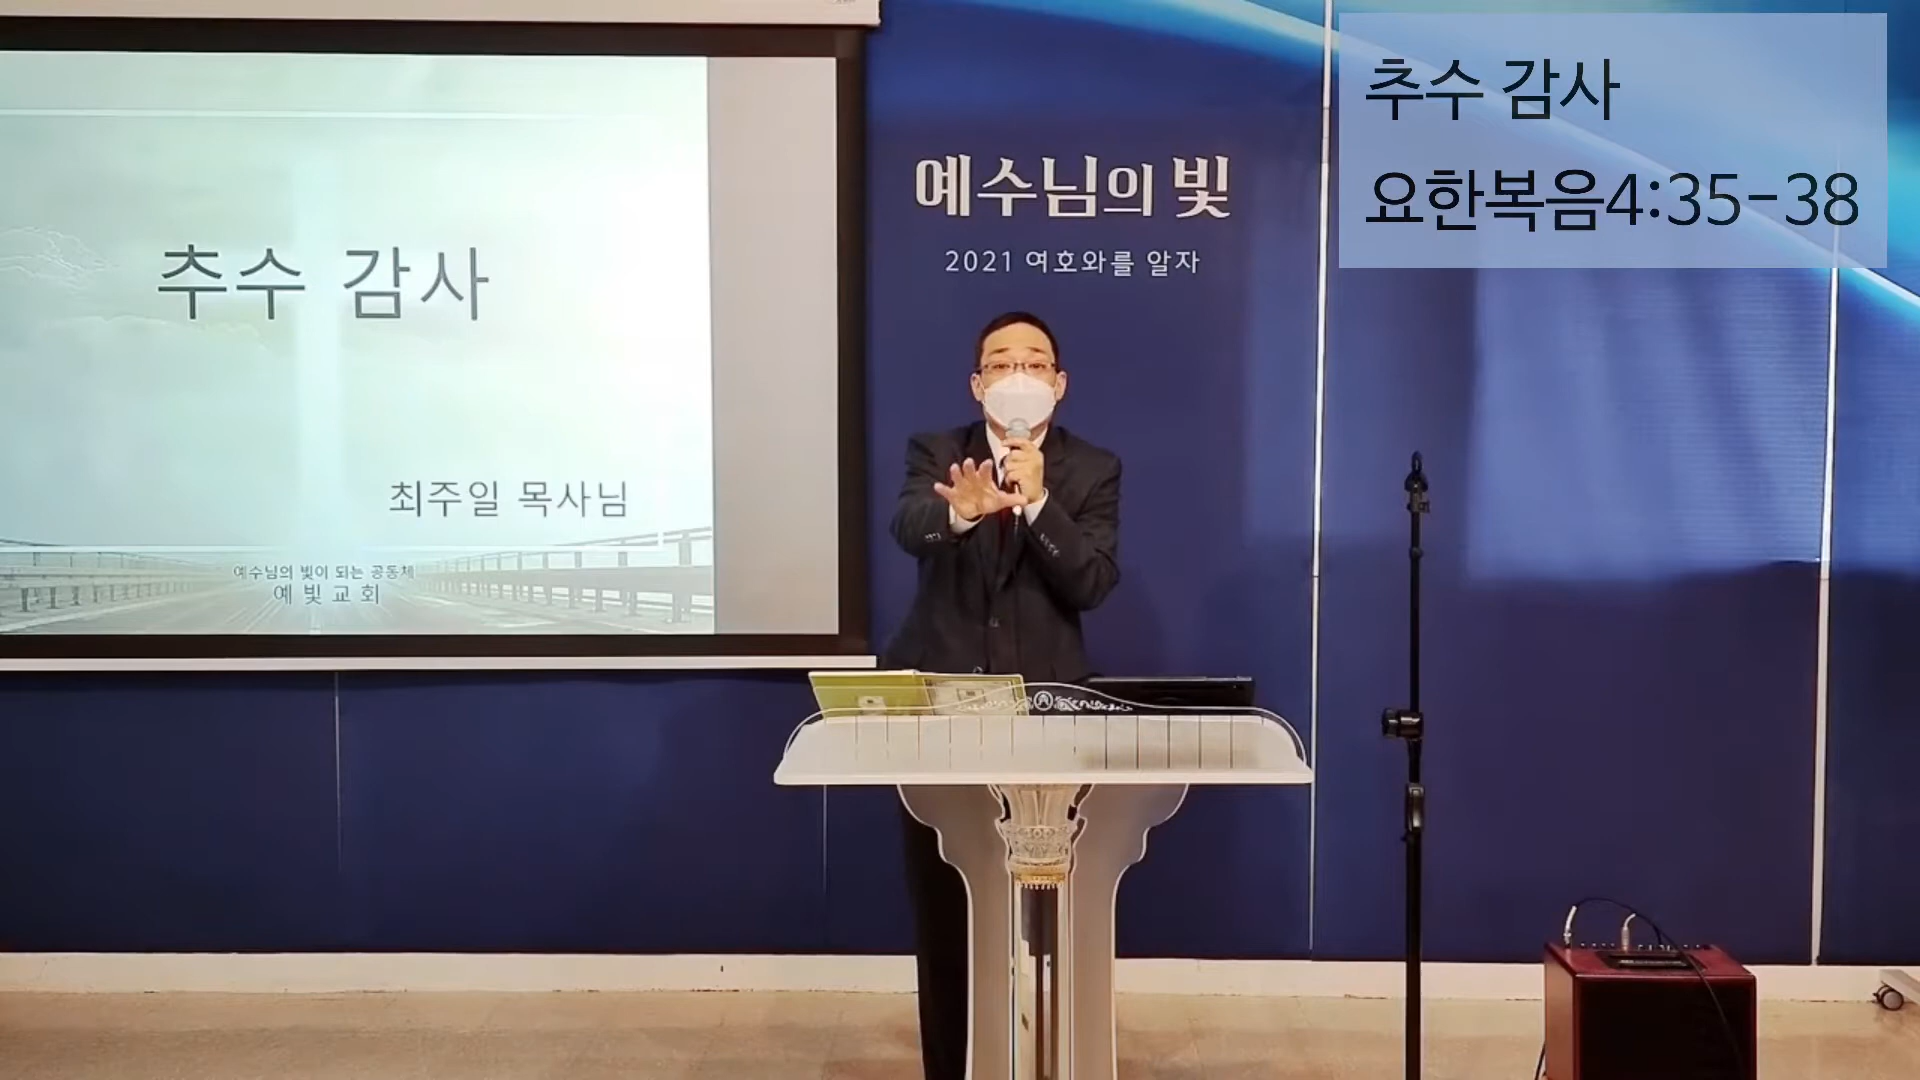 추수 감사
최주일 목사님
예수님의 빛이 되는 공동체
예빛교회
예수님의 빛
2021 여호와를 알자
추수 감사
요한복음4:35-38